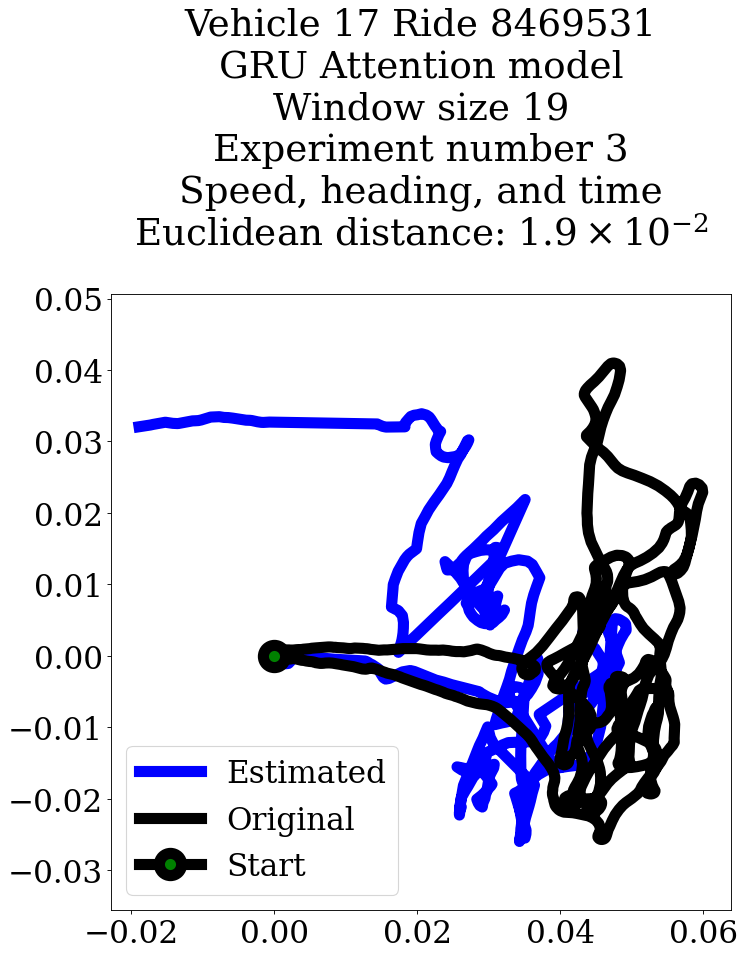 Vehicle 17 Ride 8469531
GRU Attention model
Window size 19
Experiment number 3
Speed, heading, and time
Euclidean distance: 1.9 × 10⁻²
0.05
0.04
0.03
0.02
0.01
0.00
−0.01
−0.02
−0.03
Estimated
Original
Start
−0.02 0.00 0.02 0.04 0.06